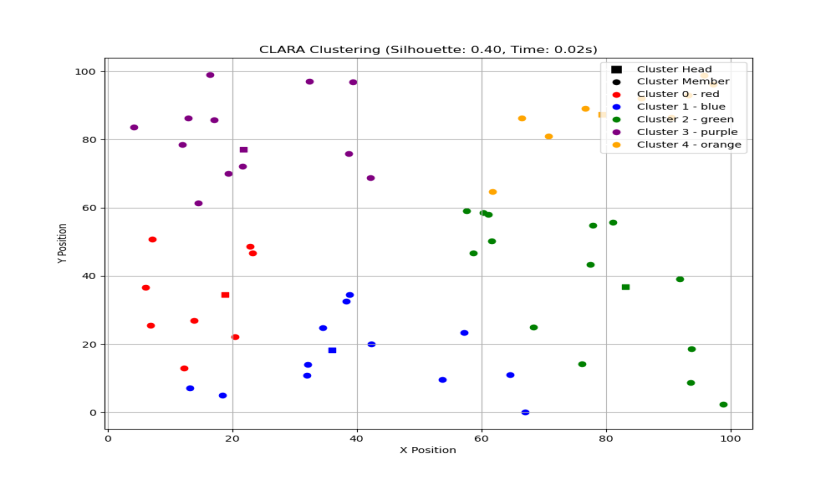 CLARA Clustering (Silhouette: 0.40, Time: 0.02s)
Cluster Head
Cluster Member
Cluster 0 - red
Cluster 1 - blue
Cluster 2 - green
Cluster 3 - purple
Cluster 4 - orange
Y Position
100
80
60
40
20
0
0 20 40 60 80 100
X Position